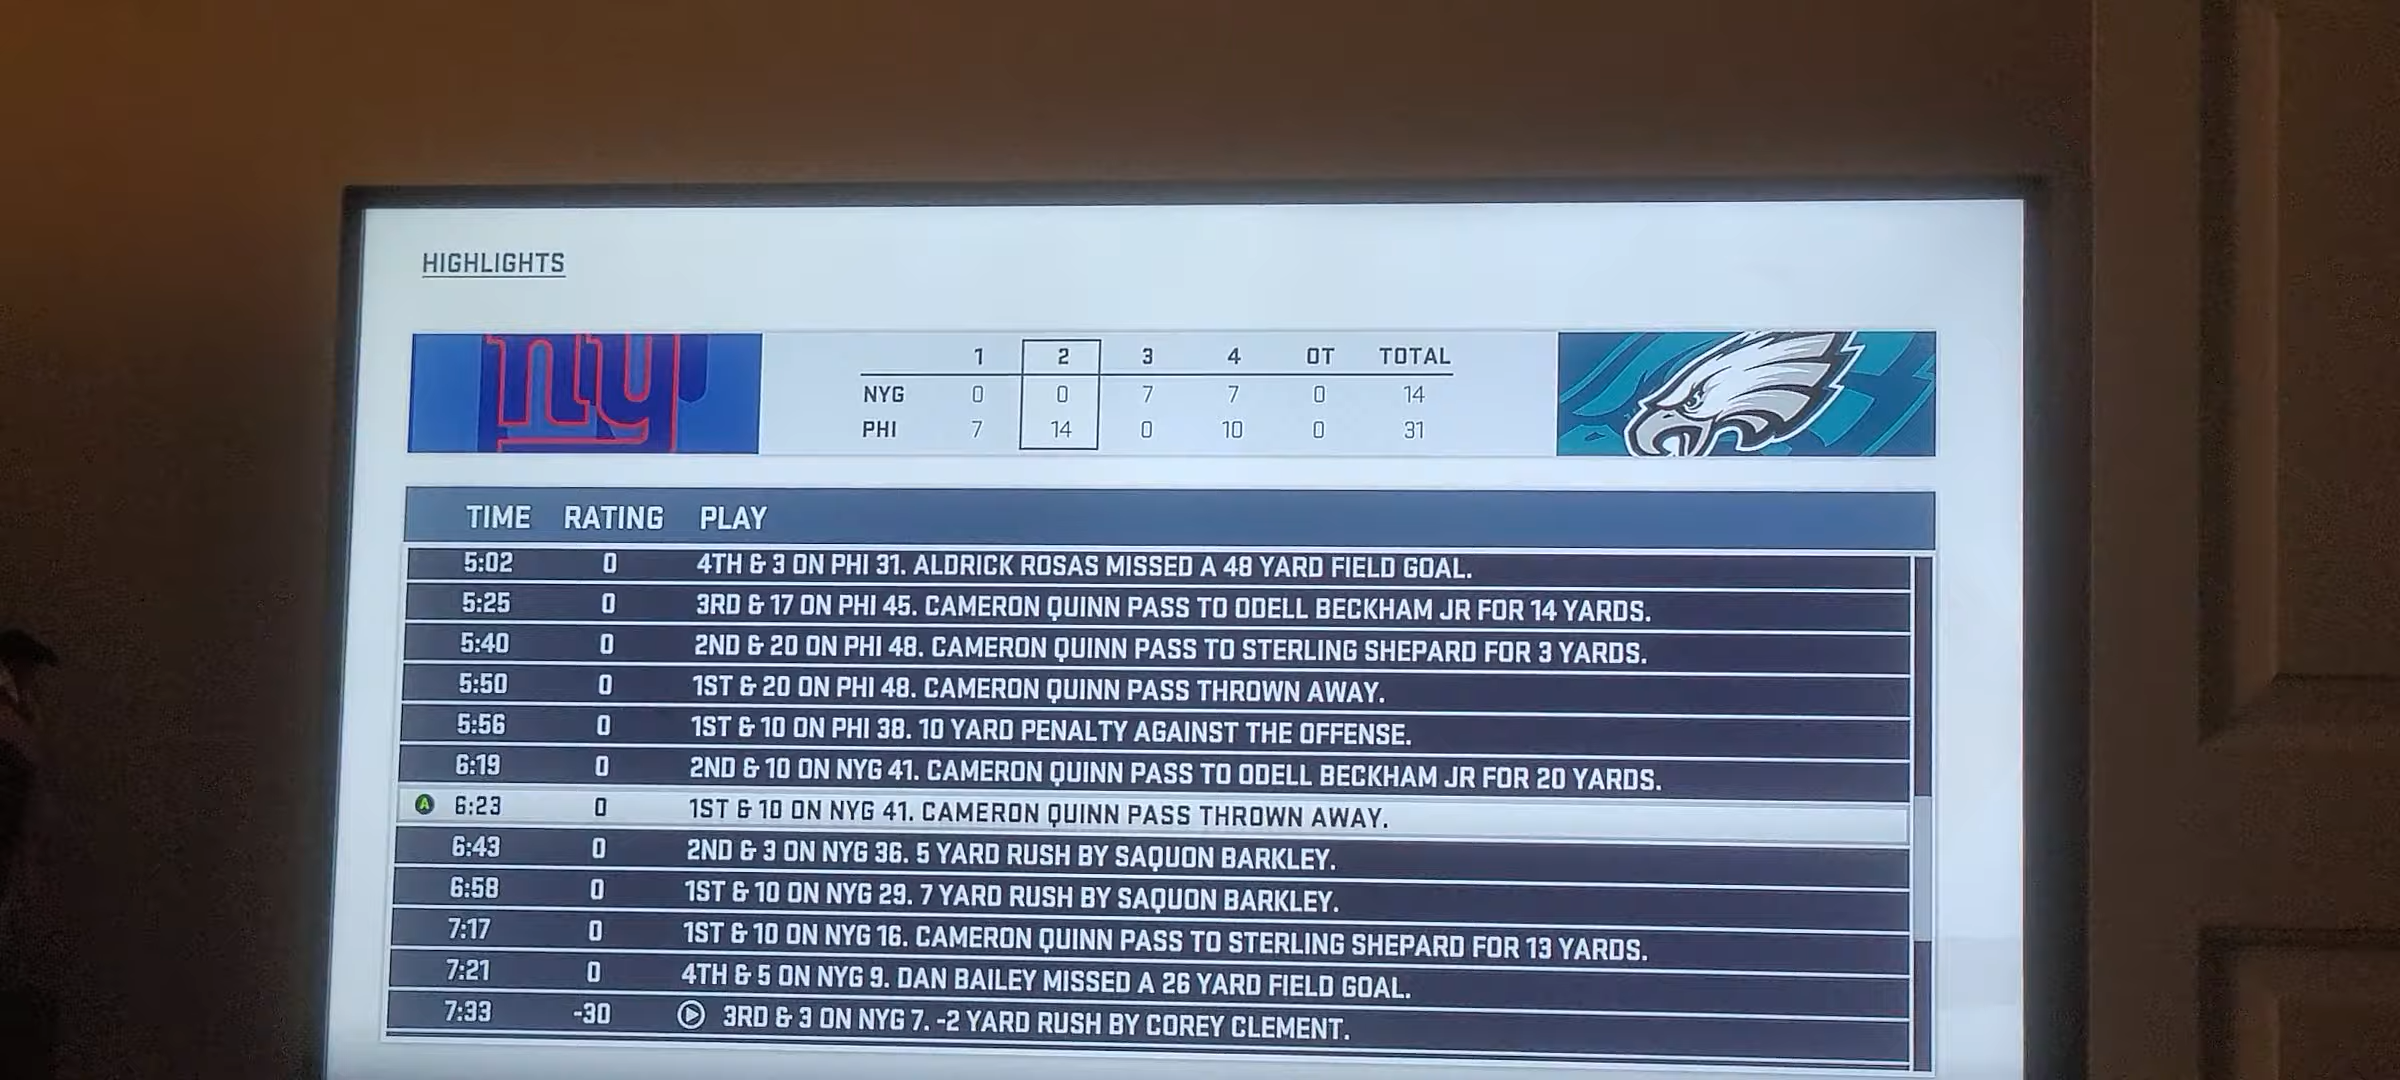 HIGHLIGHTS
ny
1 2 3 4 OT TOTAL
NYG 0 0 7 7 0 14
PHI 7 14 0 10 0 31
TIME RATING PLAY
5:02 0 4TH & 3 ON PHI 31. ALDRICK ROSAS MISSED A 48 YARD FIELD GOAL.
5:25 0 3RD & 17 ON PHI 45. CAMERON QUINN PASS TO ODELL BECKHAM JR FOR 14 YARDS.
5:40 0 2ND & 20 ON PHI 48. CAMERON QUINN PASS TO STERLING SHEPARD FOR 3 YARDS.
5:50 0 1ST & 20 ON PHI 48. CAMERON QUINN PASS THROWN AWAY.
5:56 0 1ST & 10 ON PHI 38. 10 YARD PENALTY AGAINST THE OFFENSE.
6:19 0 2ND & 10 ON NYG 41. CAMERON QUINN PASS TO ODELL BECKHAM JR FOR 20 YARDS.
A 6:23 0 1ST & 10 ON NYG 41. CAMERON QUINN PASS THROWN AWAY.
6:43 0 2ND & 3 ON NYG 36. 5 YARD RUSH BY SAQUON BARKLEY.
6:58 0 1ST & 10 ON NYG 29. 7 YARD RUSH BY SAQUON BARKLEY.
7:17 0 1ST & 10 ON NYG 16. CAMERON QUINN PASS TO STERLING SHEPARD FOR 13 YARDS.
7:21 0 4TH & 5 ON NYG 9. DAN BAILEY MISSED A 26 YARD FIELD GOAL.
7:33 -30 3RD & 3 ON NYG 7. -2 YARD RUSH BY COREY CLEMENT.